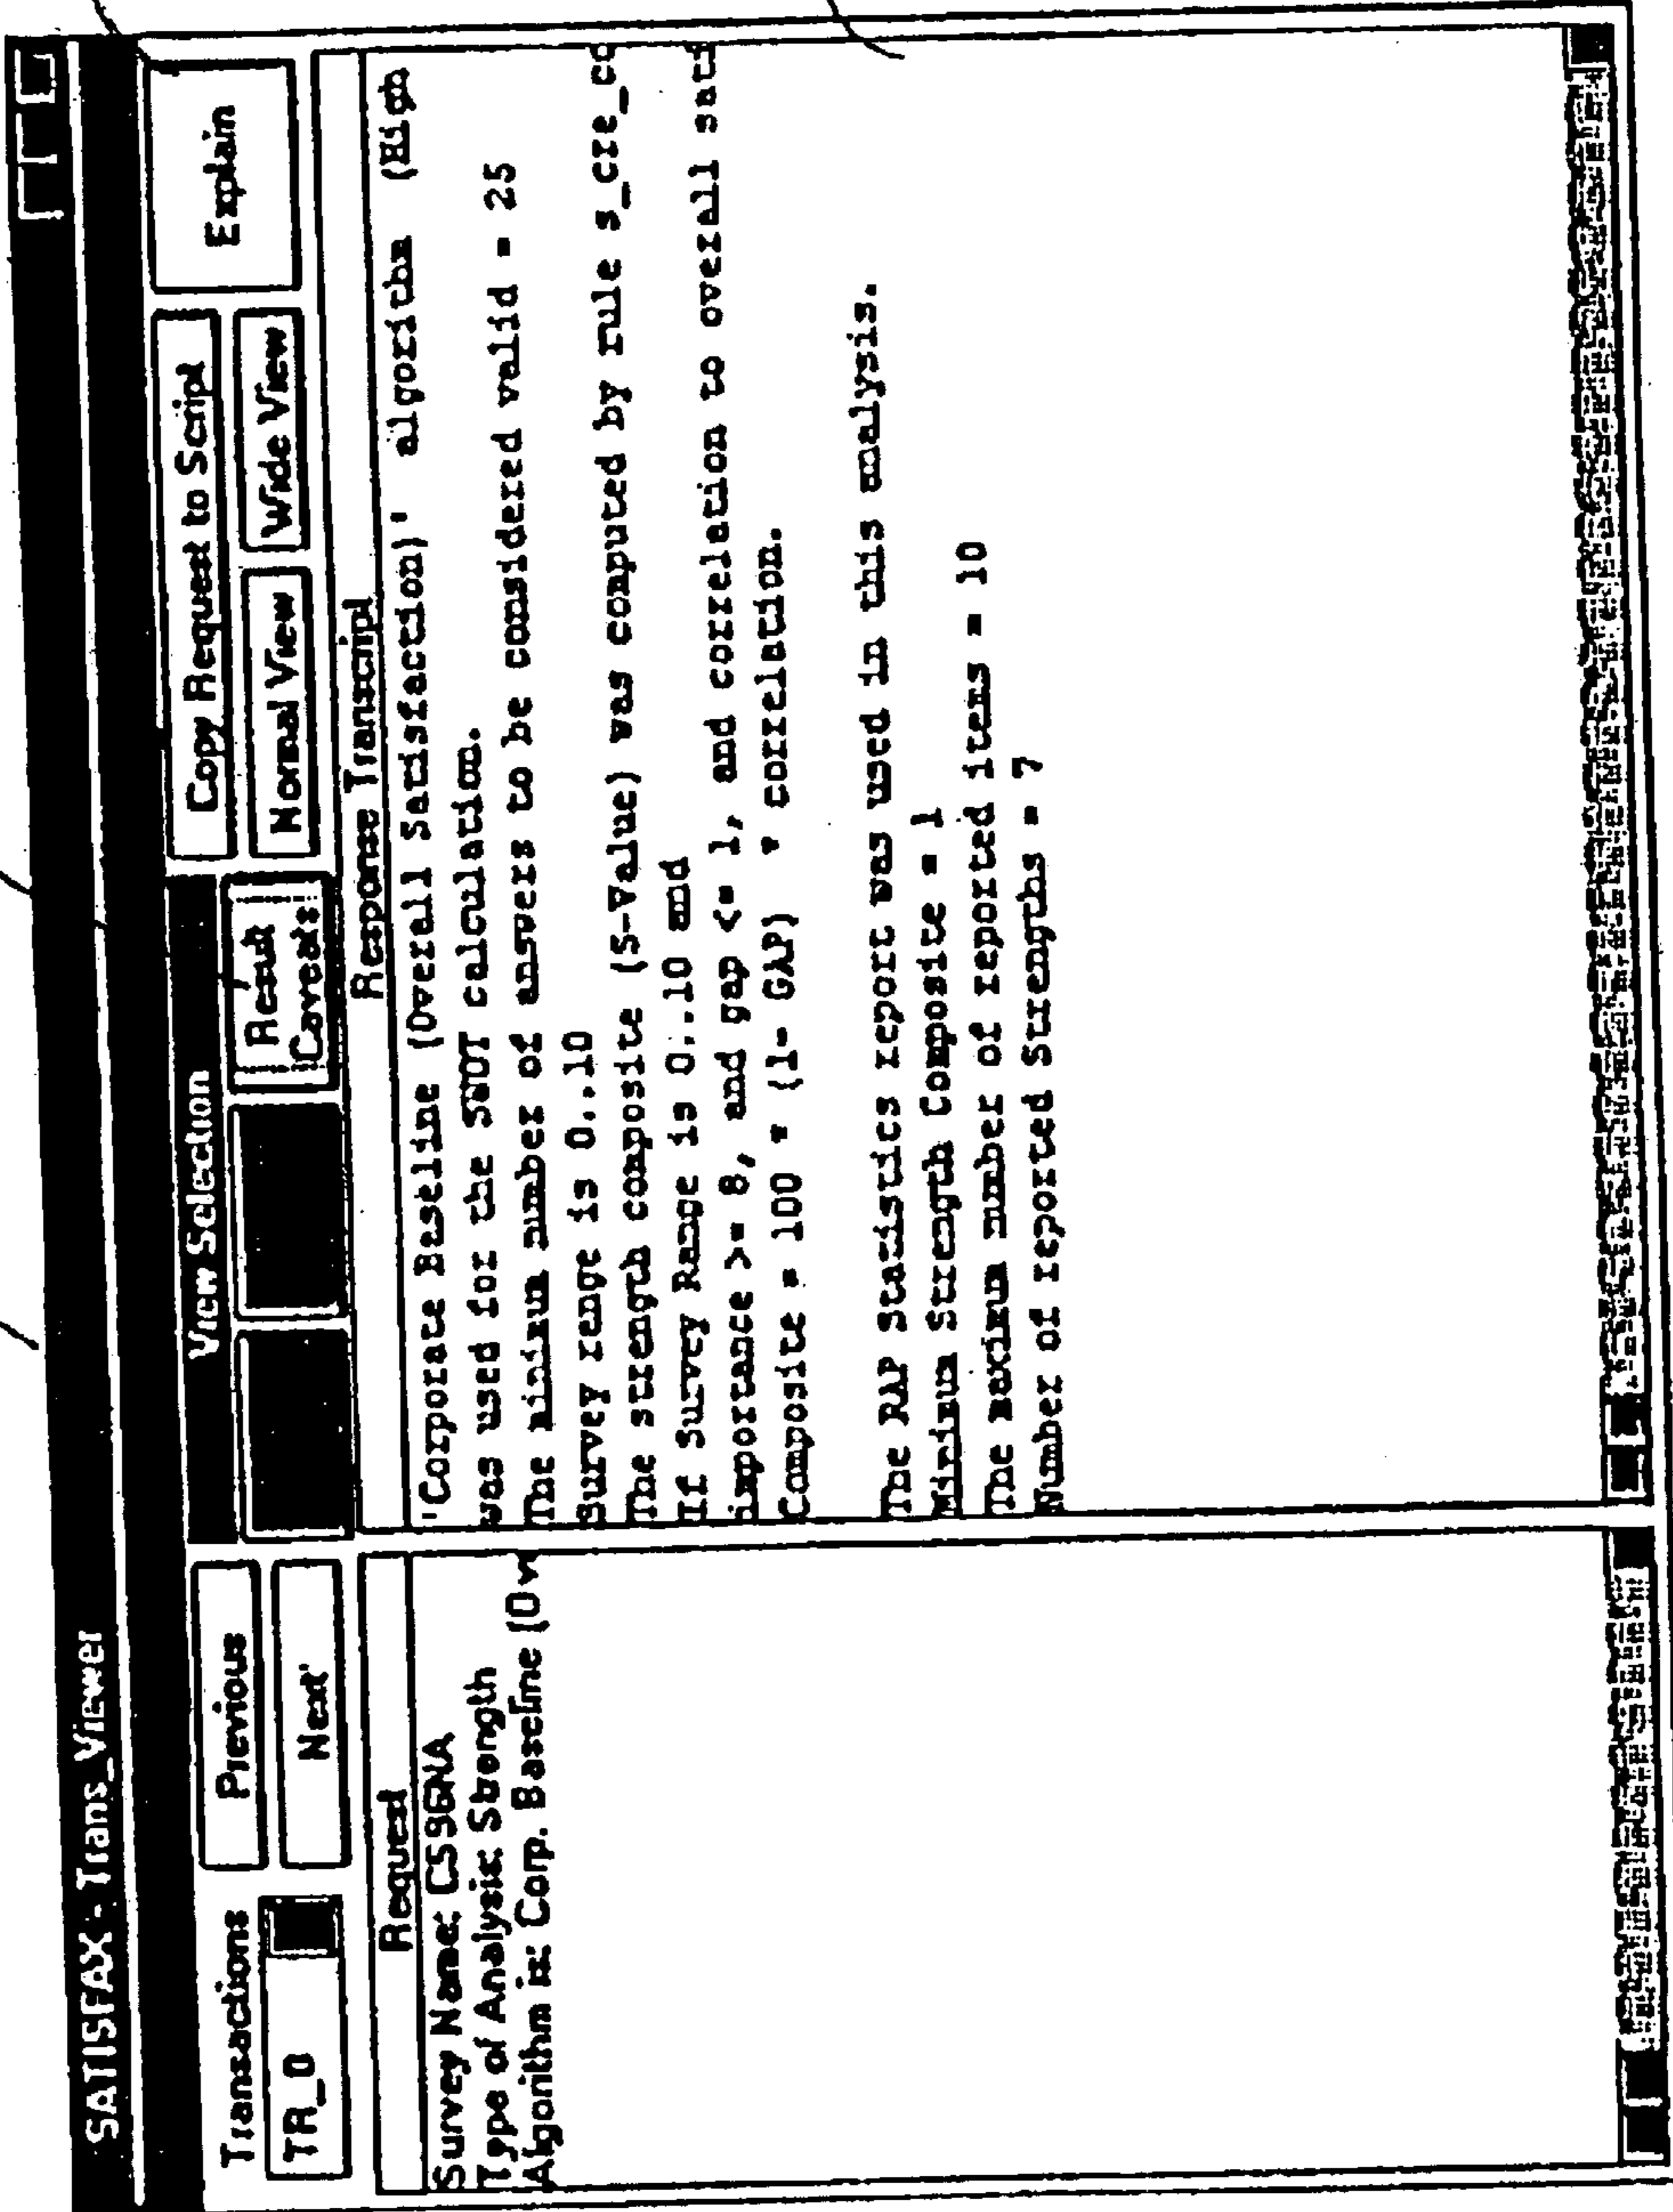 SATISFAX - Trans_Viewer
Transactions
TR_0
Previous
Next
View Selection
Result
Caveats
Copy Request to Script
Normal View
Wide View
Explain
Request
Survey Name: CS96NA
Type of Analysis: Strength
Algorithm is: Corp. Baseline (Ov
Response Transcript
'Corporate Baseline (Overall Satisfaction)' algorithm (High
was used for the SWOT calculation.
The minimum number of answers to be considered valid = 25
Survey range is 0..10
The strength composite (S-Value) was computed by rule s_cre_co
If Survey Range is 0..10 and
importance >= 8, and gap <= 1, and correlation to overall sati
Composite = 100 * (1- GAP) * correlation.
The RAP Statistics report was used in this analysis.
Minimum Strength Composite = 1
The maximum number of reported items = 10
Number of reported Strengths = 7